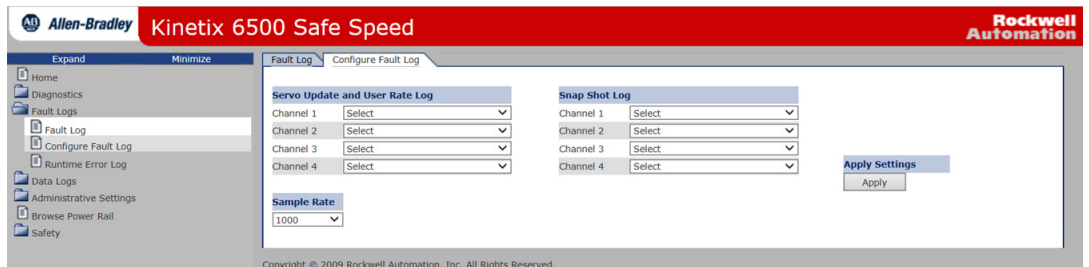 AB Allen-Bradley
Kinetix 6500 Safe Speed
Rockwell
Automation
Expand Minimize
Home
Diagnostics
Fault Logs
Fault Log
Configure Fault Log
Runtime Error Log
Data Logs
Administrative Settings
Browse Power Rail
Safety
Fault Log Configure Fault Log
Servo Update and User Rate Log
Channel 1 Select
Channel 2 Select
Channel 3 Select
Channel 4 Select
Sample Rate
1000
Snap Shot Log
Channel 1 Select
Channel 2 Select
Channel 3 Select
Channel 4 Select
Apply Settings
Apply
Copyright © 2009 Rockwell Automation, Inc. All Rights Reserved.